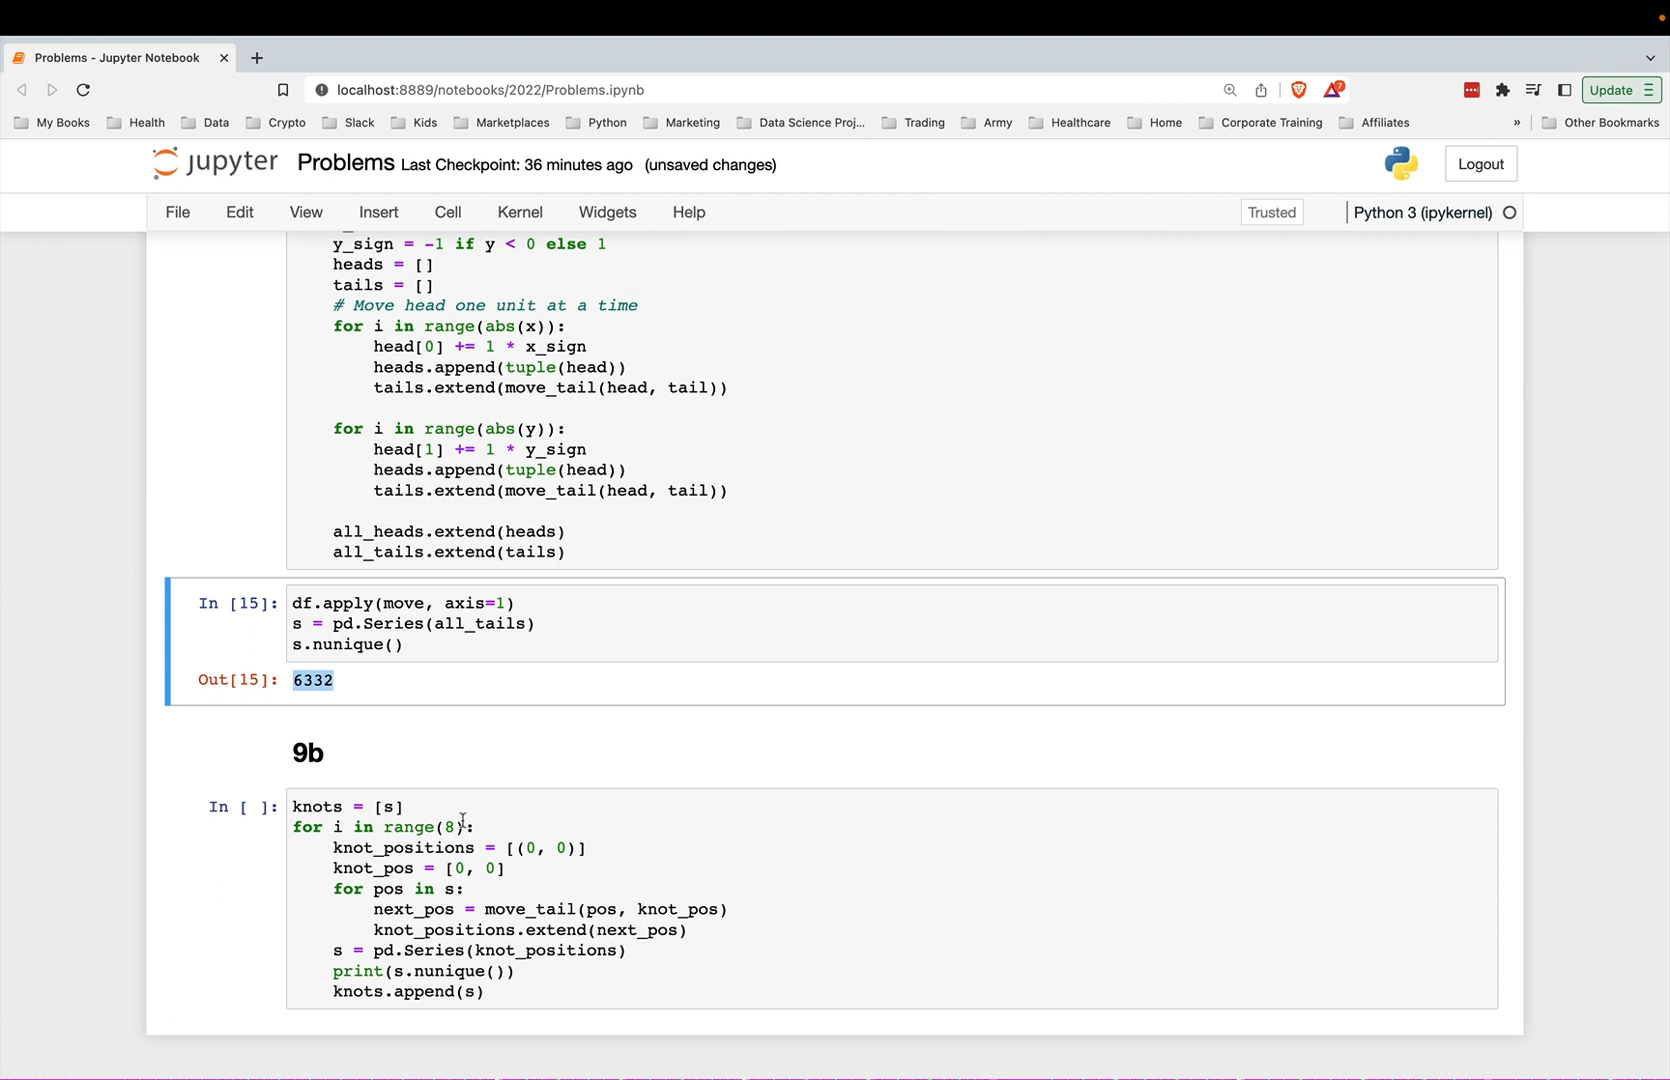 Problems - Jupyter Notebook
localhost:8889/notebooks/2022/Problems.ipynb
7
Update
My Books Health Data Crypto Slack Kids Marketplaces Python Marketing Data Science Proj... Trading Army Healthcare Home Corporate Training Affiliates » Other Bookmarks
jupyter Problems Last Checkpoint: 36 minutes ago (unsaved changes) Logout
File Edit View Insert Cell Kernel Widgets Help Trusted Python 3 (ipykernel)
y_sign = -1 if y < 0 else 1
heads = []
tails = []
# Move head one unit at a time
for i in range(abs(x)):
head[0] += 1 * x_sign
heads.append(tuple(head))
tails.extend(move_tail(head, tail))
for i in range(abs(y)):
head[1] += 1 * y_sign
heads.append(tuple(head))
tails.extend(move_tail(head, tail))
all_heads.extend(heads)
all_tails.extend(tails)
In [15]: df.apply(move, axis=1)
s = pd.Series(all_tails)
s.nunique()
Out[15]: 6332
9b
In [ ]: knots = [s]
for i in range(8):
knot_positions = [(0, 0)]
knot_pos = [0, 0]
for pos in s:
next_pos = move_tail(pos, knot_pos)
knot_positions.extend(next_pos)
s = pd.Series(knot_positions)
print(s.nunique())
knots.append(s)